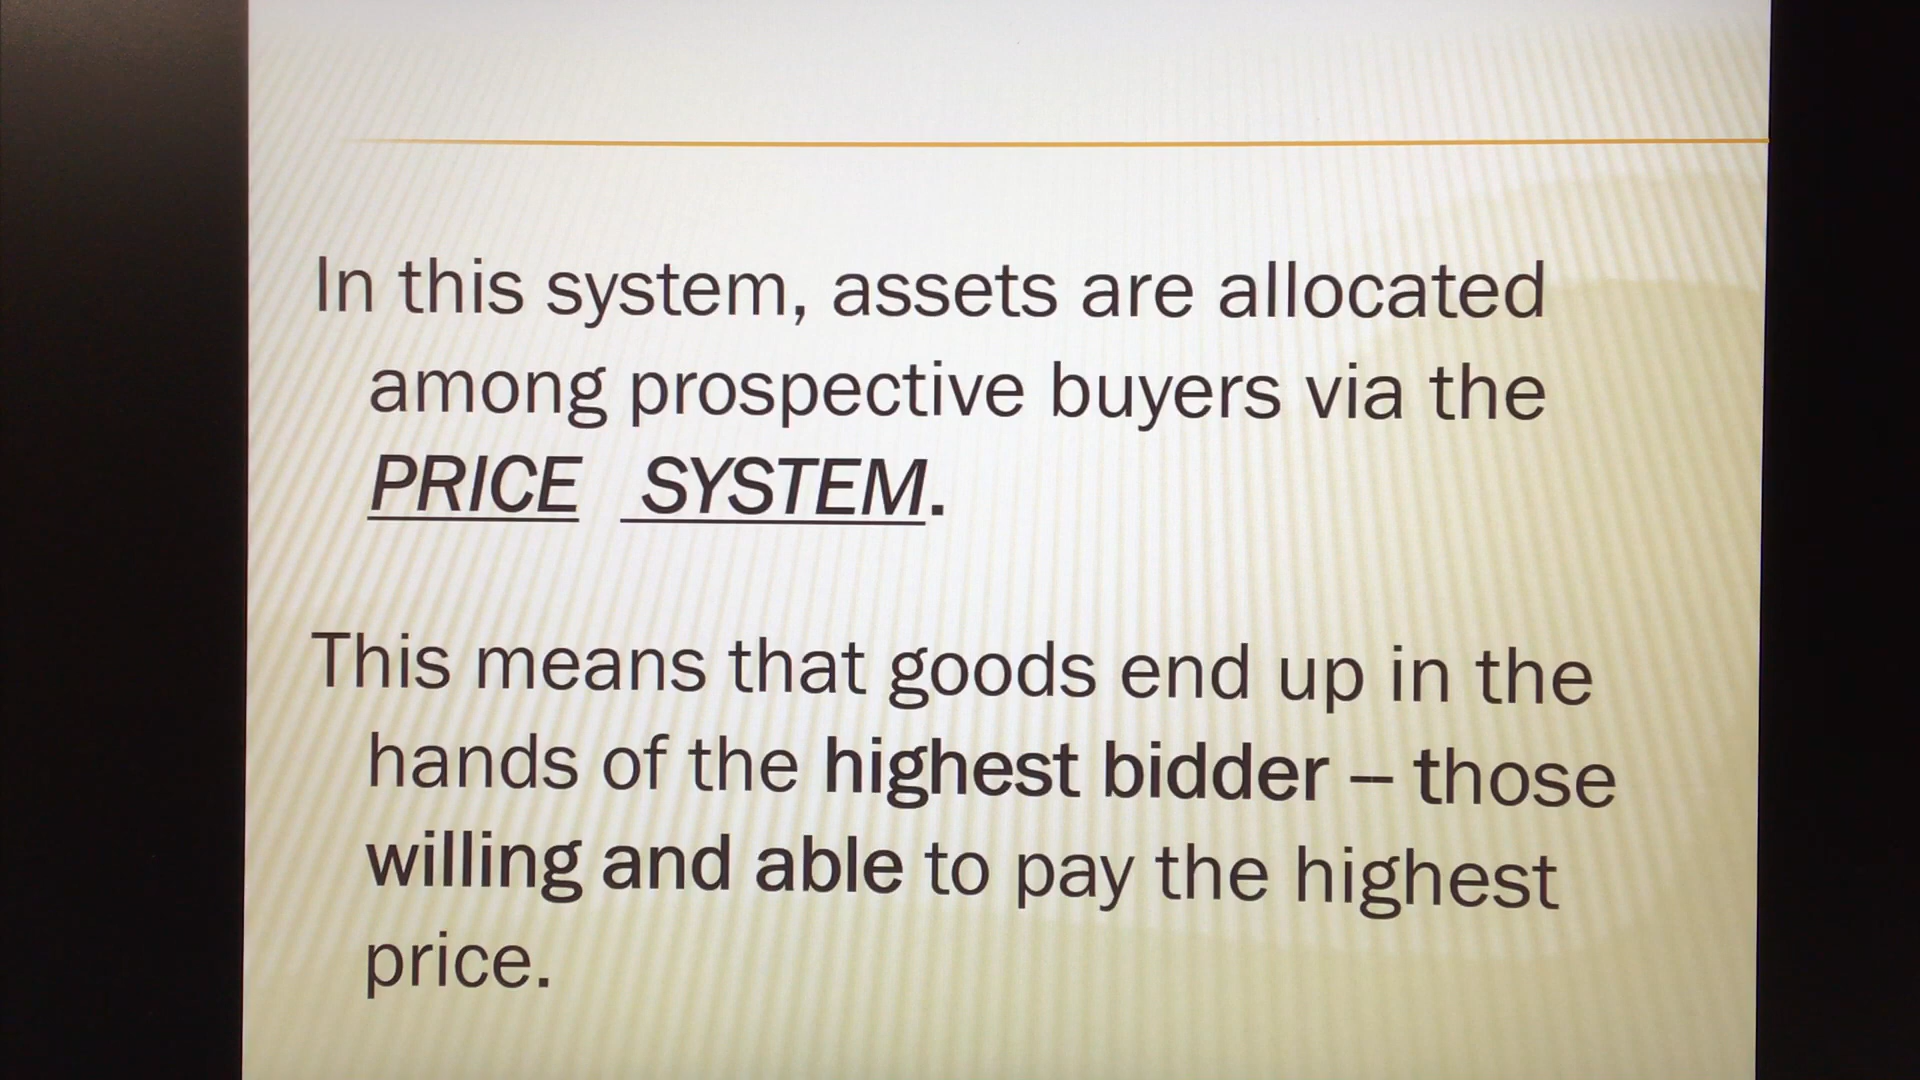 In this system, assets are allocated
among prospective buyers via the
PRICE SYSTEM.
This means that goods end up in the
hands of the highest bidder – those
willing and able to pay the highest
price.